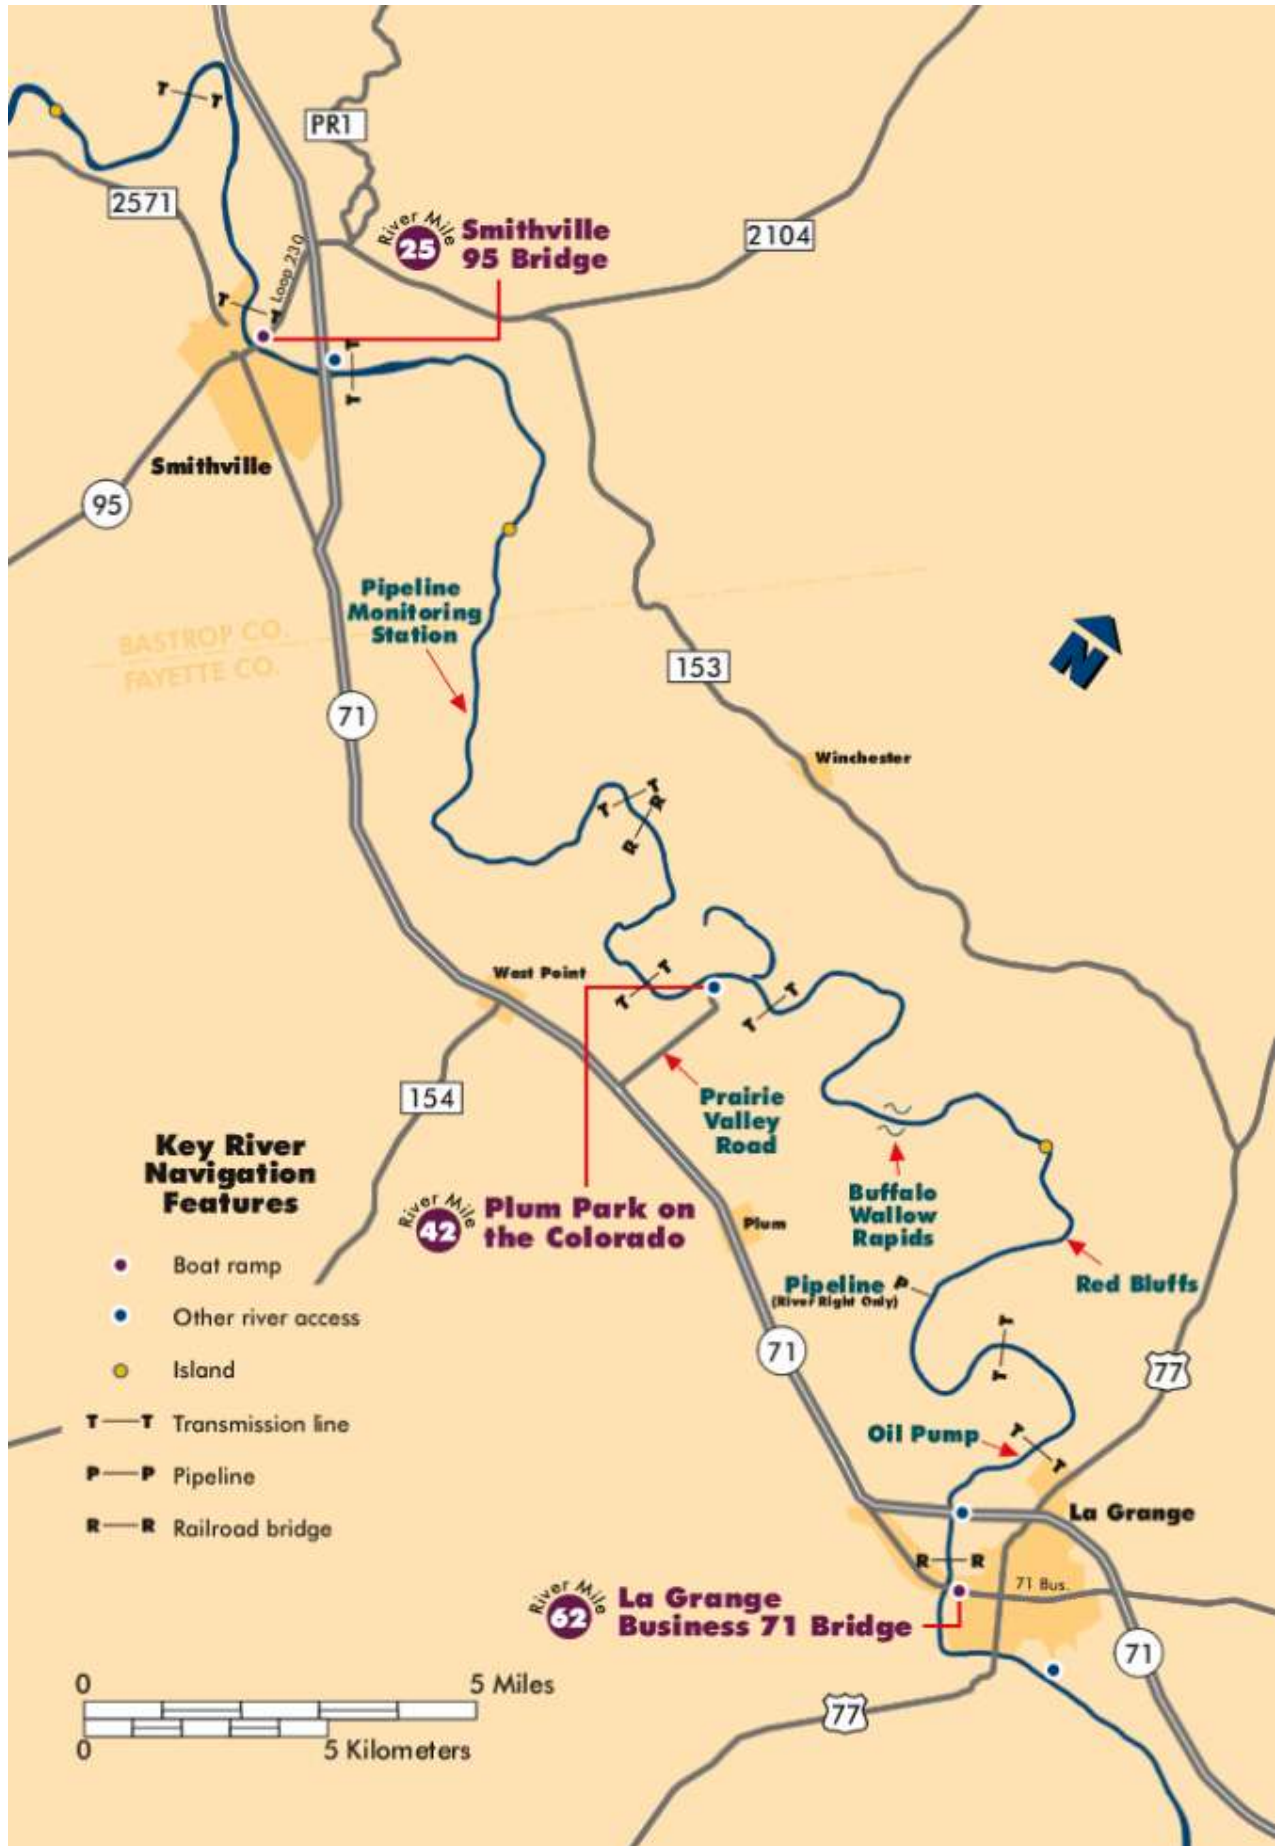 T
T
PR1
2571
River Mile
25
Smithville
95 Bridge
2104
Loop 230
T
T
T
T
Smithville
95
Pipeline
Monitoring
Station
BASTROP CO.
FAYETTE CO.
N
153
71
Winchester
T
T
R
R
West Point
T
T
T
T
154
Prairie
Valley
Road
Key River
Navigation
Features
River Mile
42
Plum Park on
the Colorado
Buffalo
Wallow
Rapids
Plum
Boat ramp
Pipeline P
(River Right Only)
Red Bluffs
Other river access
T
T
71
77
Island
T T Transmission line
Oil Pump
T
T
P P Pipeline
La Grange
R R Railroad bridge
R R
71 Bus.
River Mile
62
La Grange
Business 71 Bridge
71
77
0 5 Miles
0 5 Kilometers